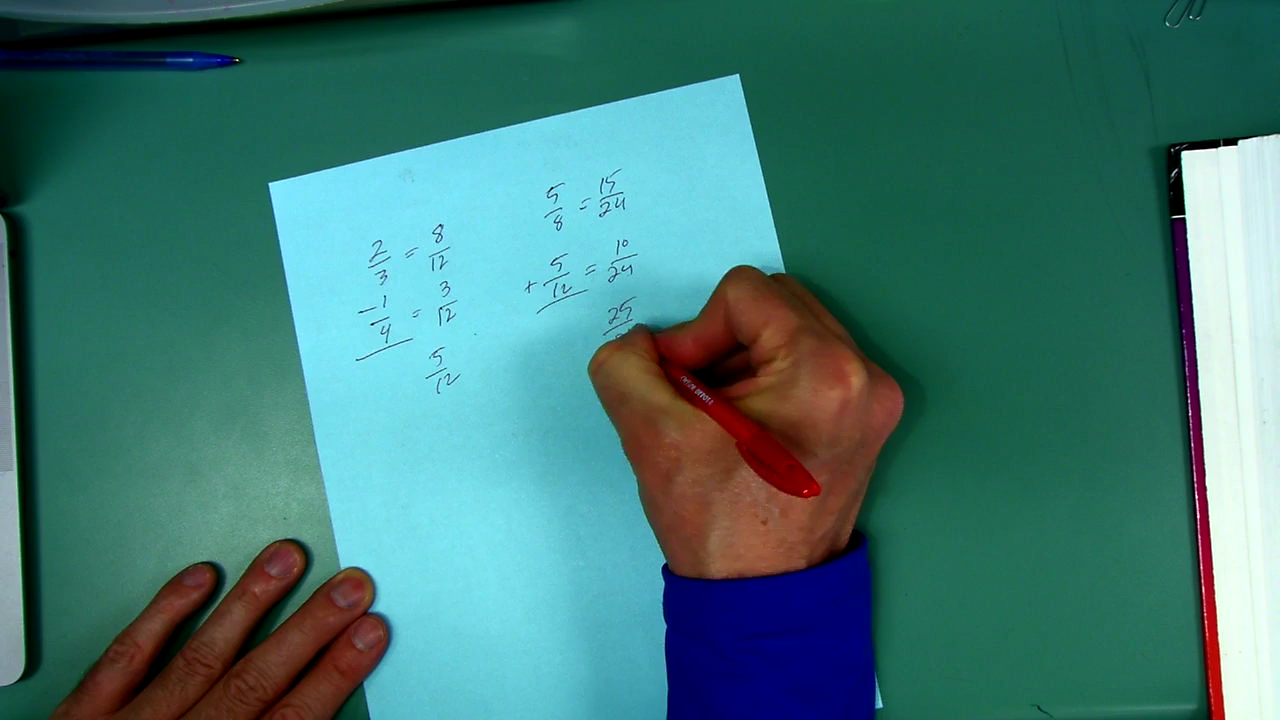 2/3 = 8/12
- 1/4 = 3/12
5/12
5/8 = 15/24
+ 5/12 = 10/24
25/